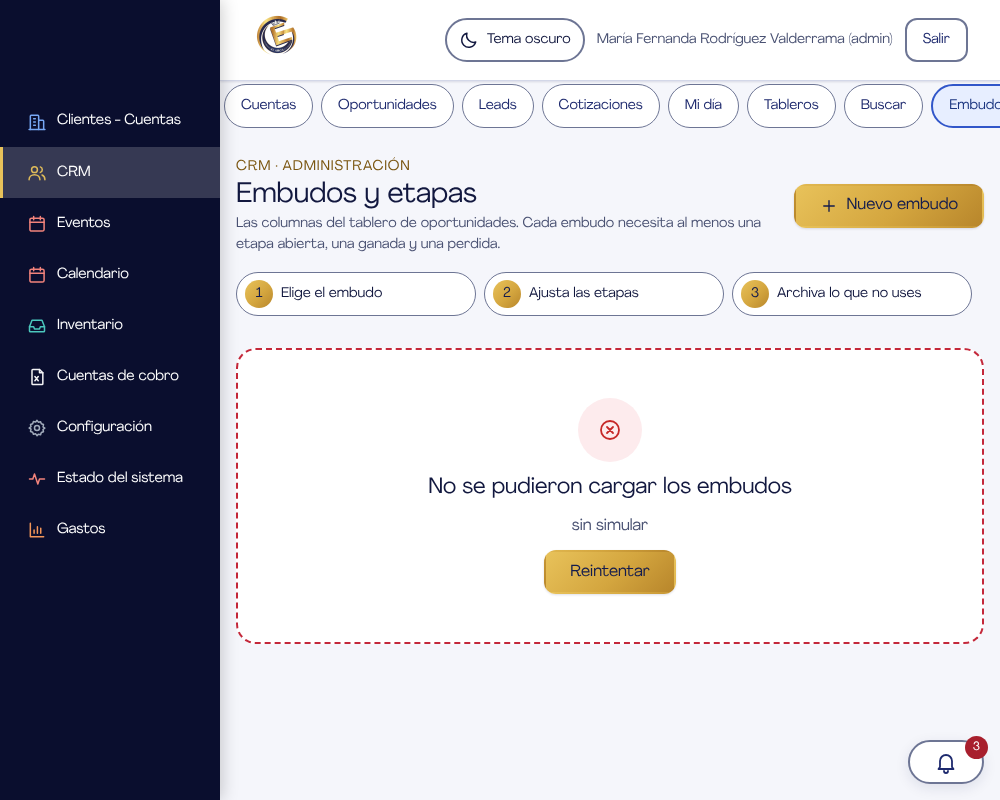 Tema oscuro
María Fernanda Rodríguez Valderrama (admin)
Salir
Clientes - Cuentas
CRM
Eventos
Calendario
Inventario
Cuentas de cobro
Configuración
Estado del sistema
Gastos
Cuentas
Oportunidades
Leads
Cotizaciones
Mi día
Tableros
Buscar
Embudo
CRM · ADMINISTRACIÓN
Embudos y etapas
Las columnas del tablero de oportunidades. Cada embudo necesita al menos una
etapa abierta, una ganada y una perdida.
+ Nuevo embudo
1 Elige el embudo
2 Ajusta las etapas
3 Archiva lo que no uses
No se pudieron cargar los embudos
sin simular
Reintentar
3